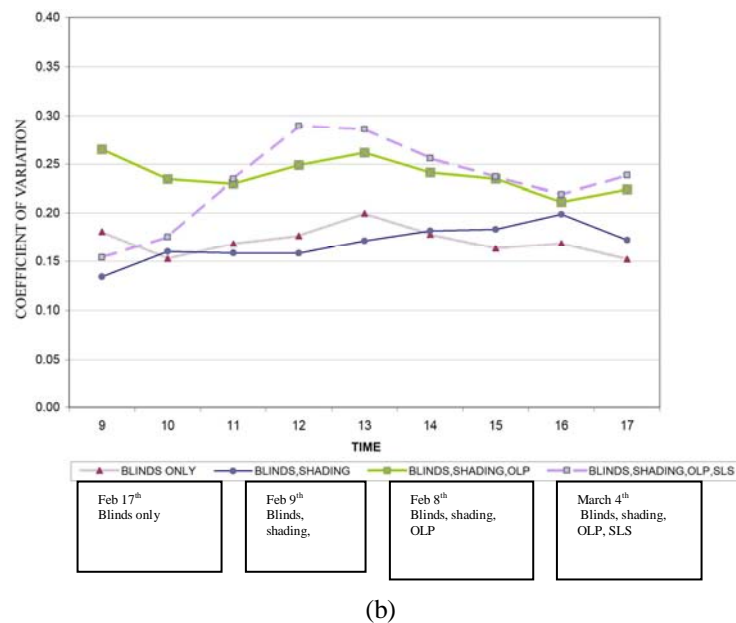 0.40
0.35
0.30
0.25
0.20
0.15
0.10
0.05
0.00
COEFFICIENT OF VARIATION
9 10 11 12 13 14 15 16 17
TIME
BLINDS ONLY BLINDS,SHADING BLINDS,SHADING,OLP BLINDS,SHADING,OLP,SLS
Feb 17th
Blinds only
Feb 9th
Blinds,
shading,
Feb 8th
Blinds, shading,
OLP
March 4th
Blinds, shading,
OLP, SLS
(b)